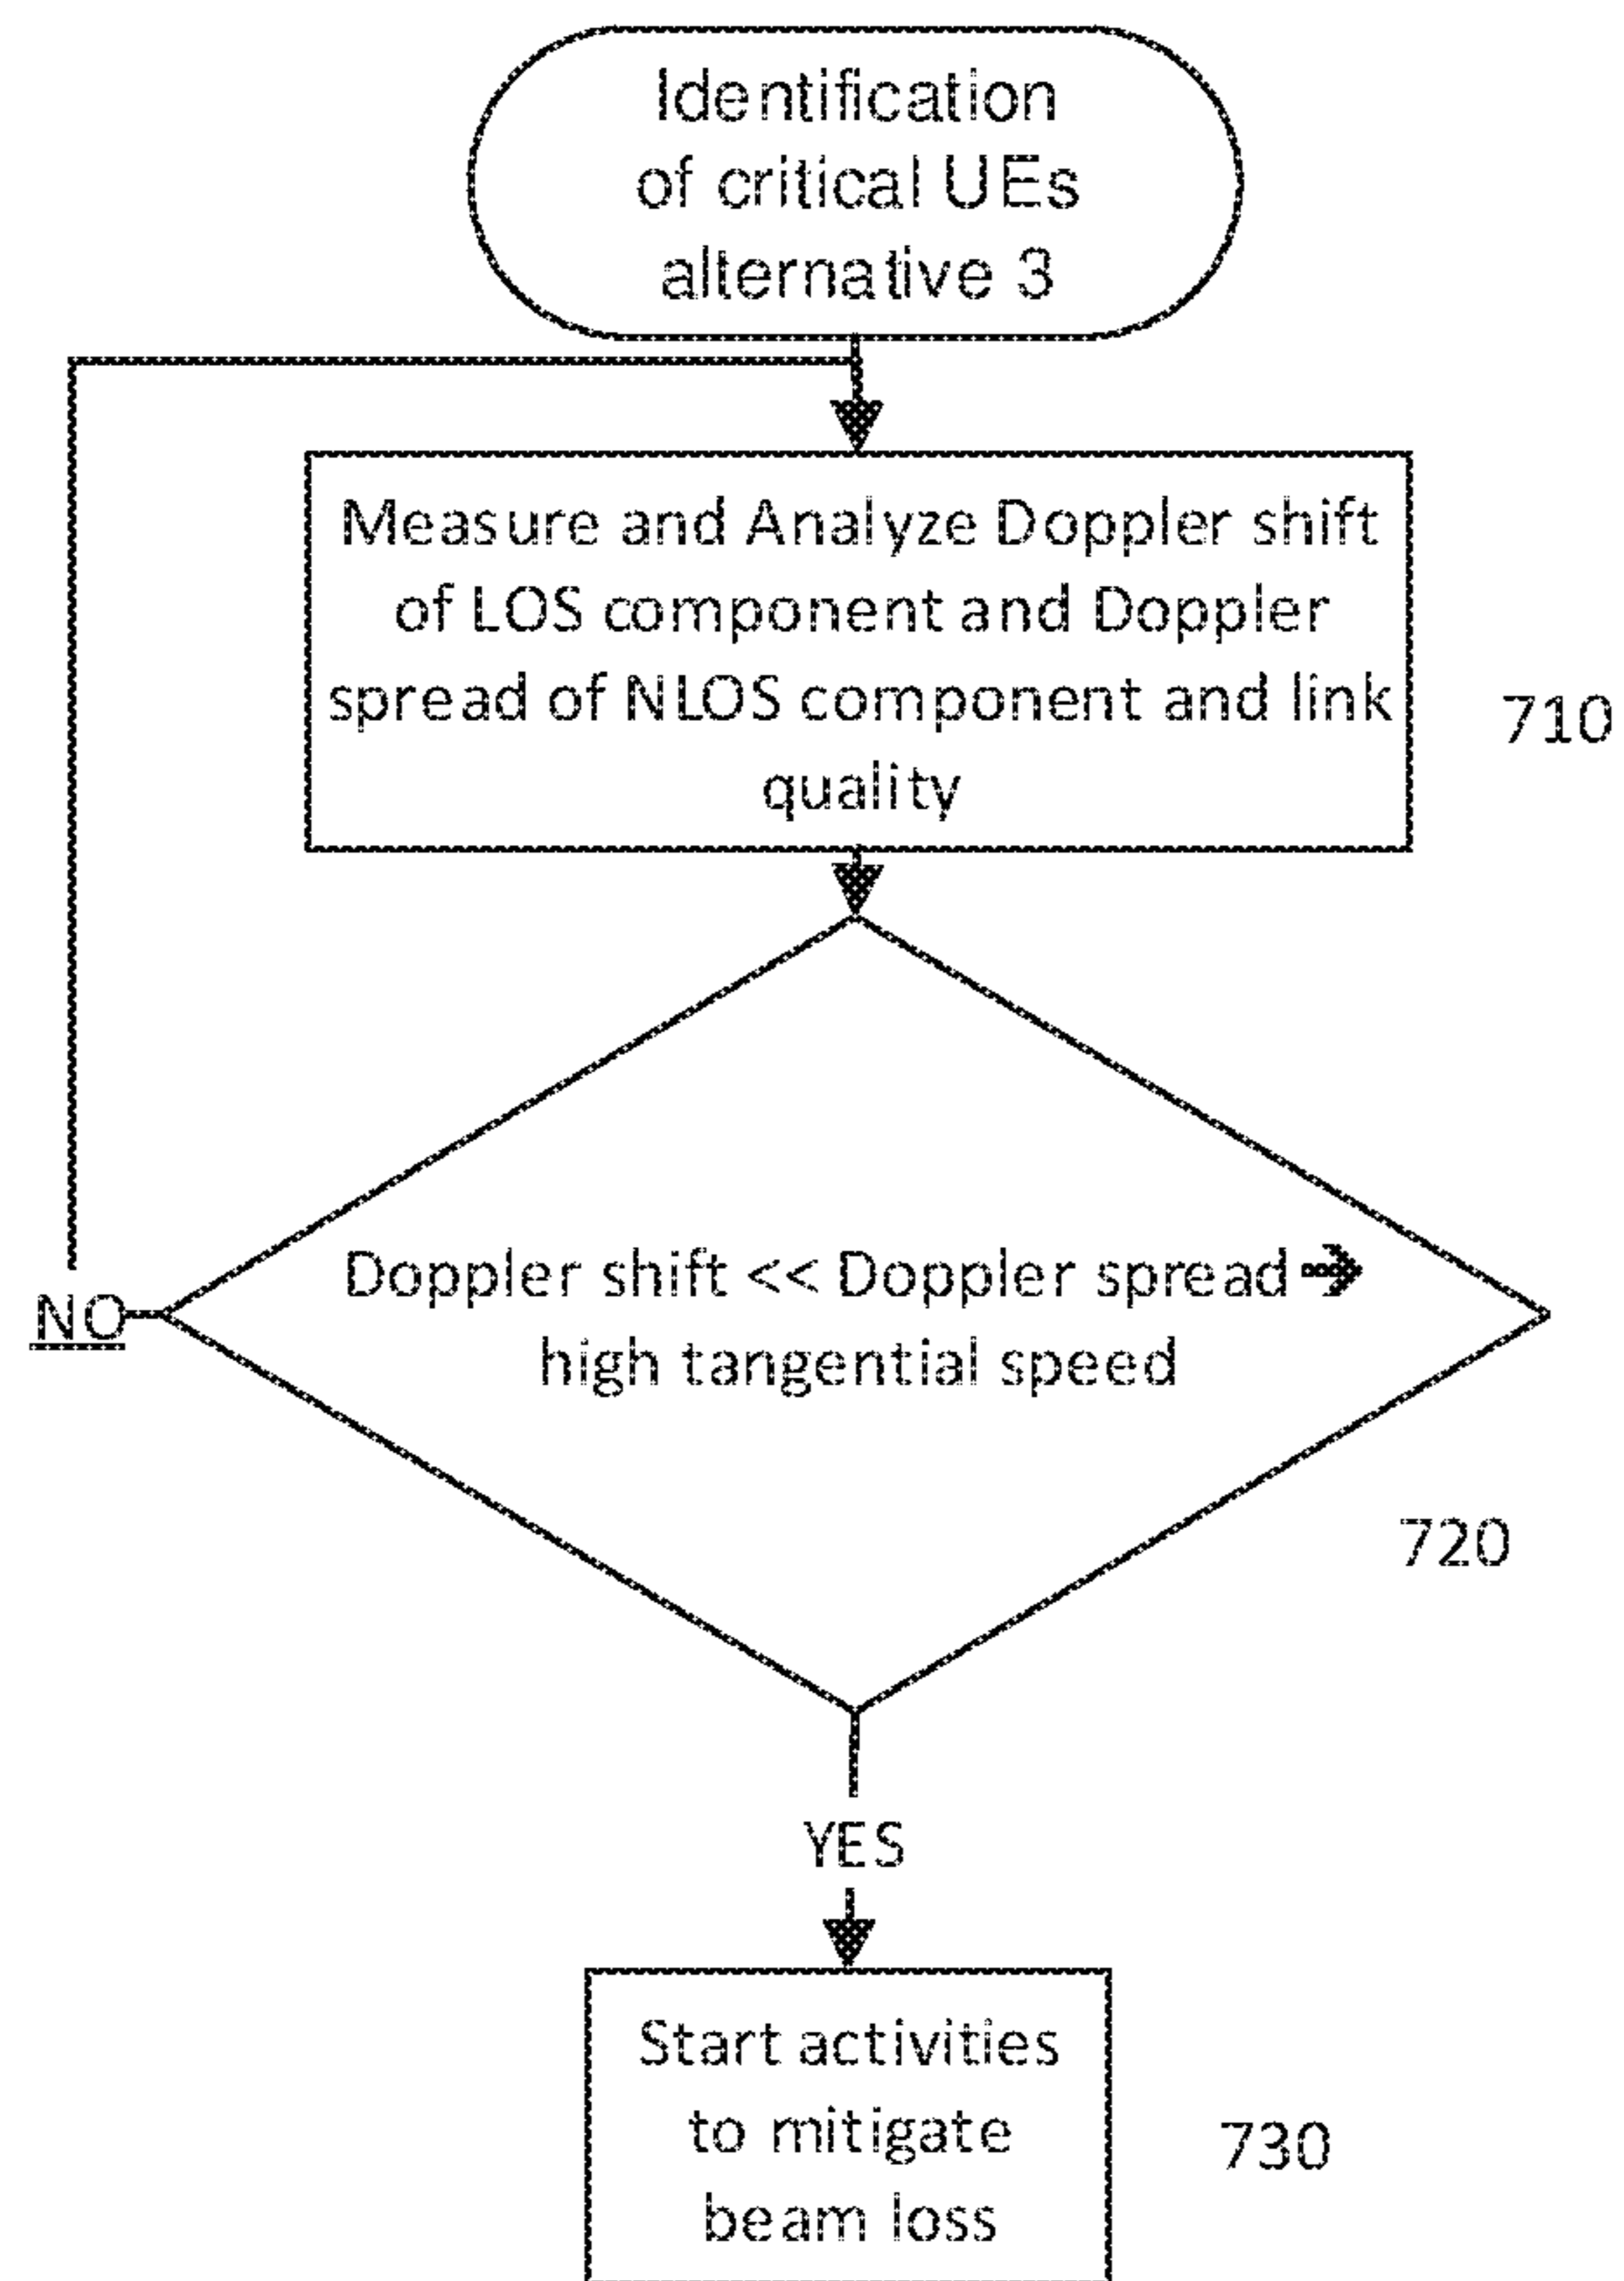 Identification
of critical UEs
alternative 3
Measure and Analyze Doppler shift
of LOS component and Doppler
spread of NLOS component and link
quality
710
Doppler shift << Doppler spread ➔
high tangential speed
NO
720
YES
Start activities
to mitigate
beam loss
730